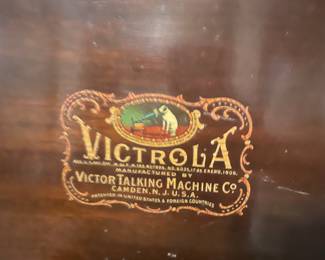 VICTROLA
MANUFACTURED BY
VICTOR TALKING MACHINE CO.
CAMDEN, N. J. U.S.A.
PATENTED IN UNITED STATES & FOREIGN COUNTRIES